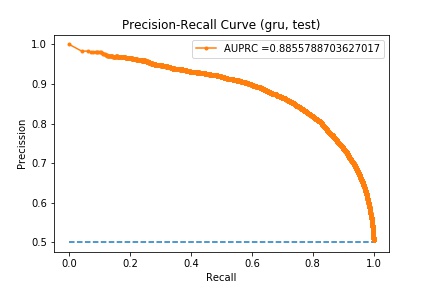 Precision-Recall Curve (gru, test)
AUPRC =0.8855788703627017
1.0
0.9
0.8
0.7
0.6
0.5
Precission
0.0 0.2 0.4 0.6 0.8 1.0
Recall